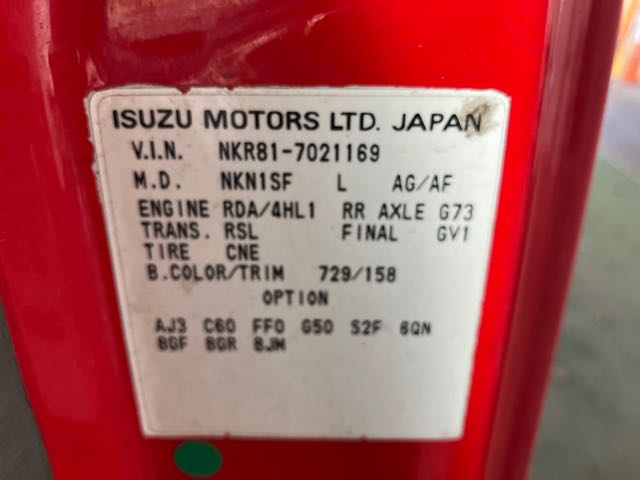 ISUZU MOTORS LTD. JAPAN
V.I.N. NKR81-7021169
M.D. NKN1SF L AG/AF
ENGINE RDA/4HL1 RR AXLE G73
TRANS. RSL FINAL GV1
TIRE CNE
B.COLOR/TRIM 729/158
OPTION
AJ3 C60 FF0 G50 S2F 6QN
8GF 8GR 8JM